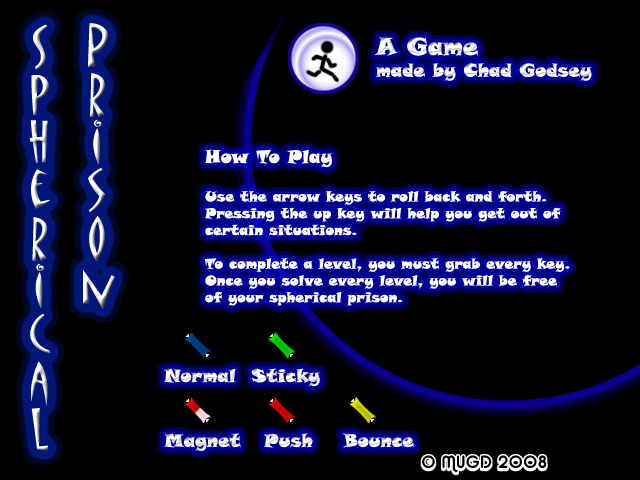 SPHERICAL
PRISON
A Game
made by Chad Godsey
How To Play
Use the arrow keys to roll back and forth.
Pressing the up key will help you get out of
certain situations.
To complete a level, you must grab every key.
Once you solve every level, you will be free
of your spherical prison.
Normal Sticky
Magnet Push Bounce
© MUGD 2008